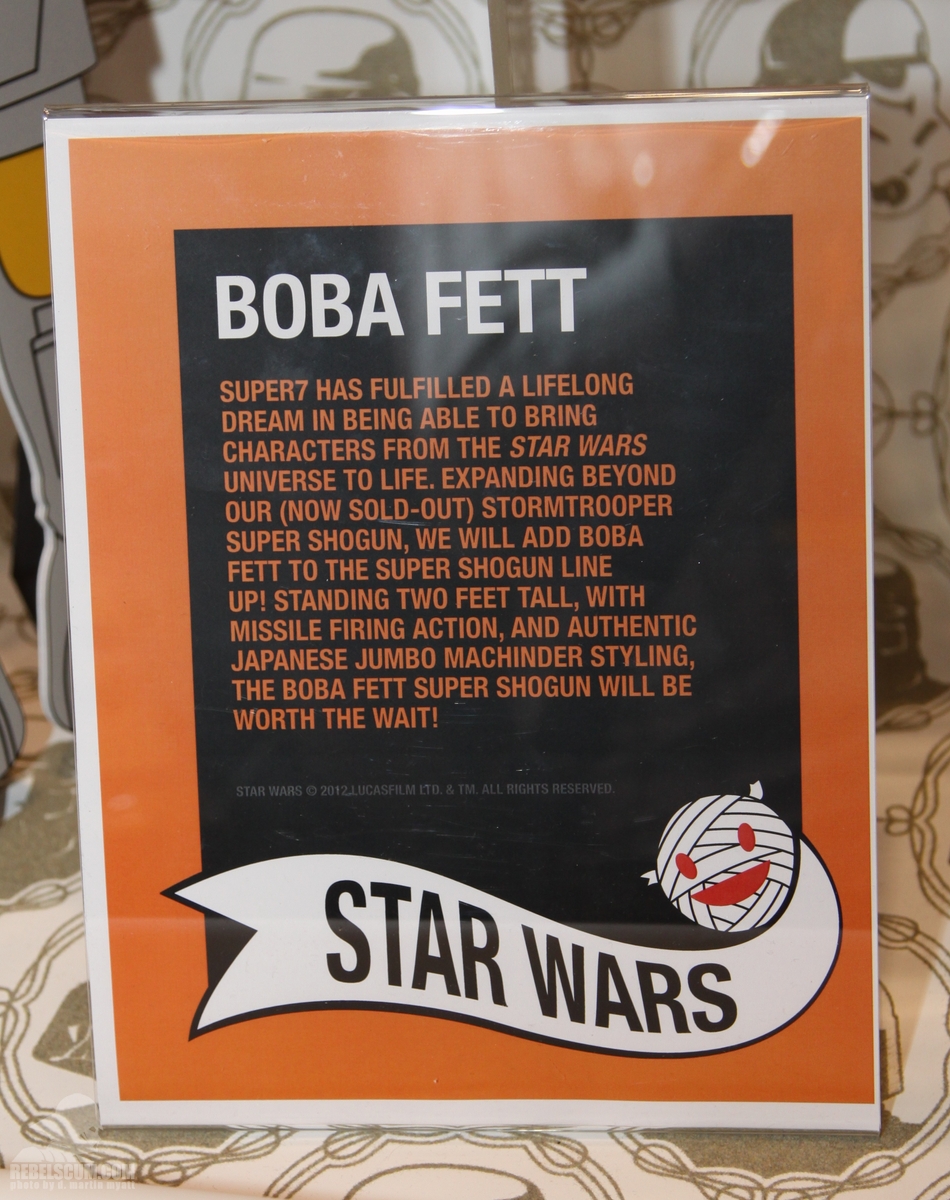 BOBA FETT
SUPER7 HAS FULFILLED A LIFELONG
DREAM IN BEING ABLE TO BRING
CHARACTERS FROM THE STAR WARS
UNIVERSE TO LIFE. EXPANDING BEYOND
OUR (NOW SOLD-OUT) STORMTROOPER
SUPER SHOGUN, WE WILL ADD BOBA
FETT TO THE SUPER SHOGUN LINE
UP! STANDING TWO FEET TALL, WITH
MISSILE FIRING ACTION, AND AUTHENTIC
JAPANESE JUMBO MACHINDER STYLING,
THE BOBA FETT SUPER SHOGUN WILL BE
WORTH THE WAIT!
STAR WARS © 2012 LUCASFILM LTD. & TM. ALL RIGHTS RESERVED.
STAR WARS
REBELSCUM.COM
photo by d. martin myatt